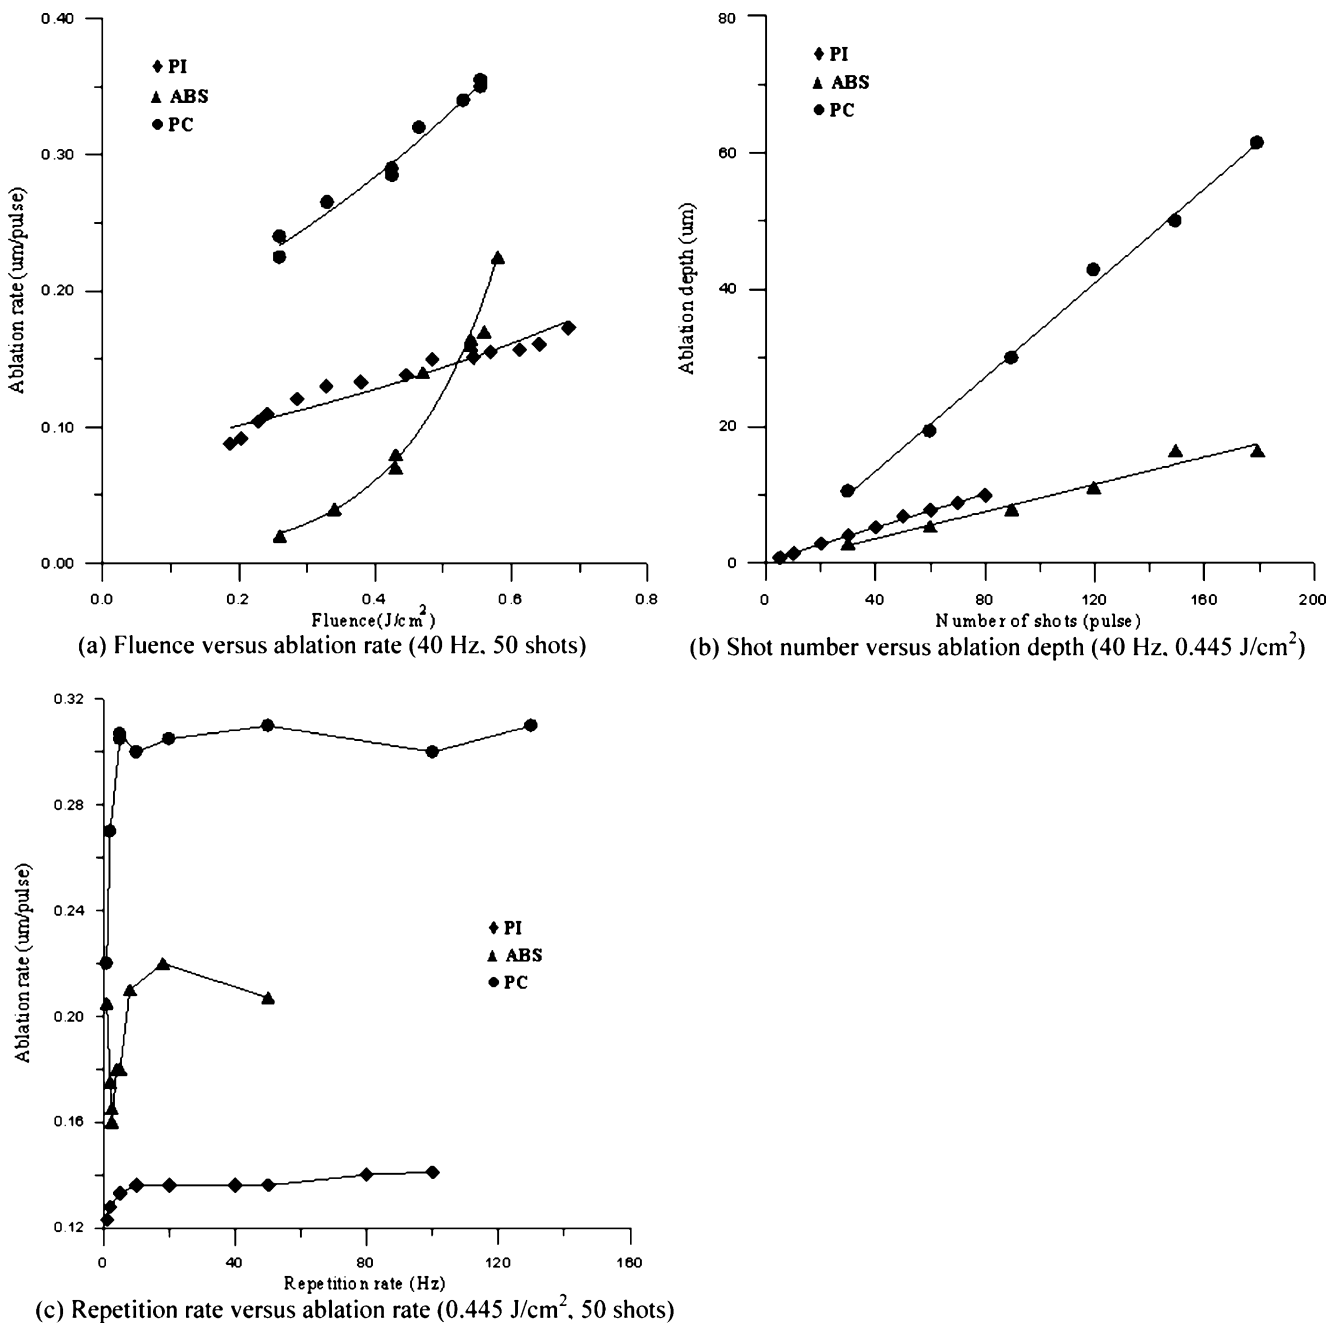 0.40
0.30
0.20
0.10
0.00
Ablation rate (um/pulse)
PI
ABS
PC
0.0 0.2 0.4 0.6 0.8
Fluence(J/cm2)
(a) Fluence versus ablation rate (40 Hz, 50 shots)
80
60
40
20
0
Ablation depth (um)
PI
ABS
PC
0 40 80 120 160 200
Number of shots (pulse)
(b) Shot number versus ablation depth (40 Hz, 0.445 J/cm2)
0.32
0.28
0.24
0.20
0.16
0.12
Ablation rate (um/pulse)
PI
ABS
PC
0 40 80 120 160
Repetition rate (Hz)
(c) Repetition rate versus ablation rate (0.445 J/cm2, 50 shots)